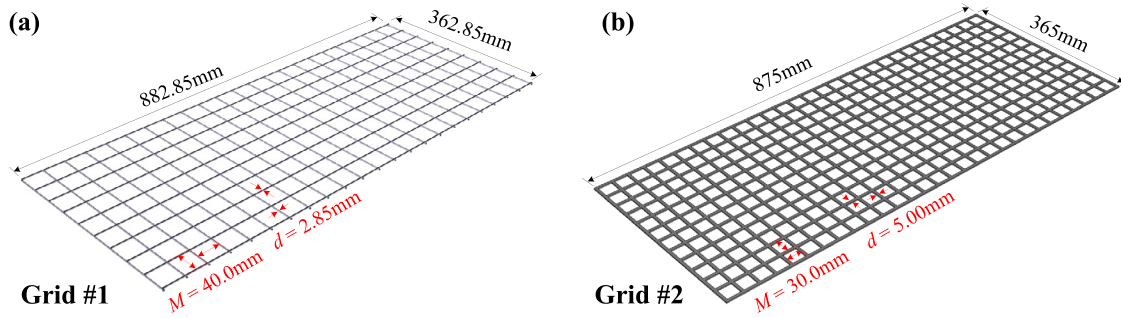 (a)
882.85mm
362.85mm
d = 2.85mm
M = 40.0mm
Grid #1
(b)
875mm
365mm
d = 5.00mm
M = 30.0mm
Grid #2